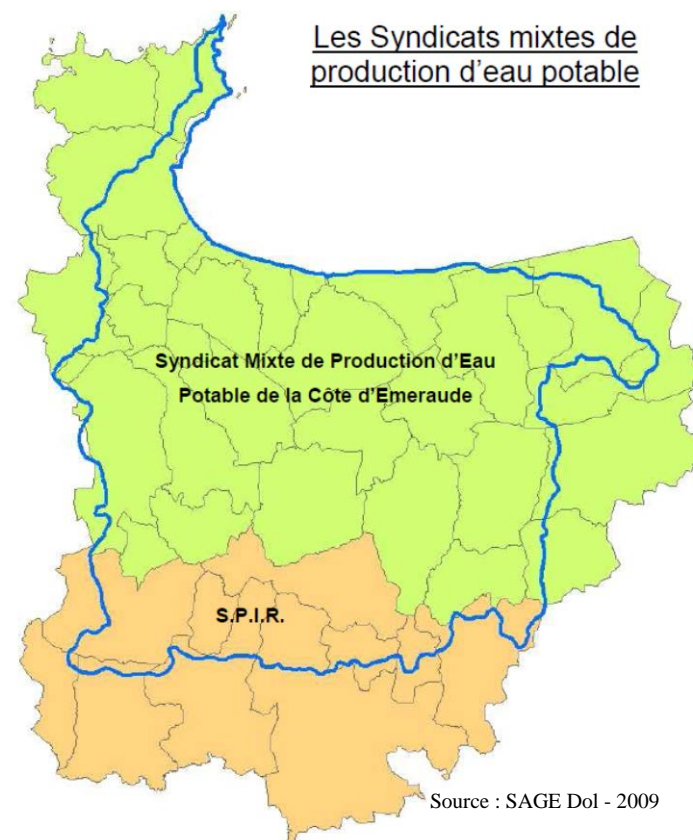 Les Syndicats mixtes de
production d'eau potable
Syndicat Mixte de Production d'Eau
Potable de la Côte d'Emeraude
S.P.I.R.
Source : SAGE Dol - 2009